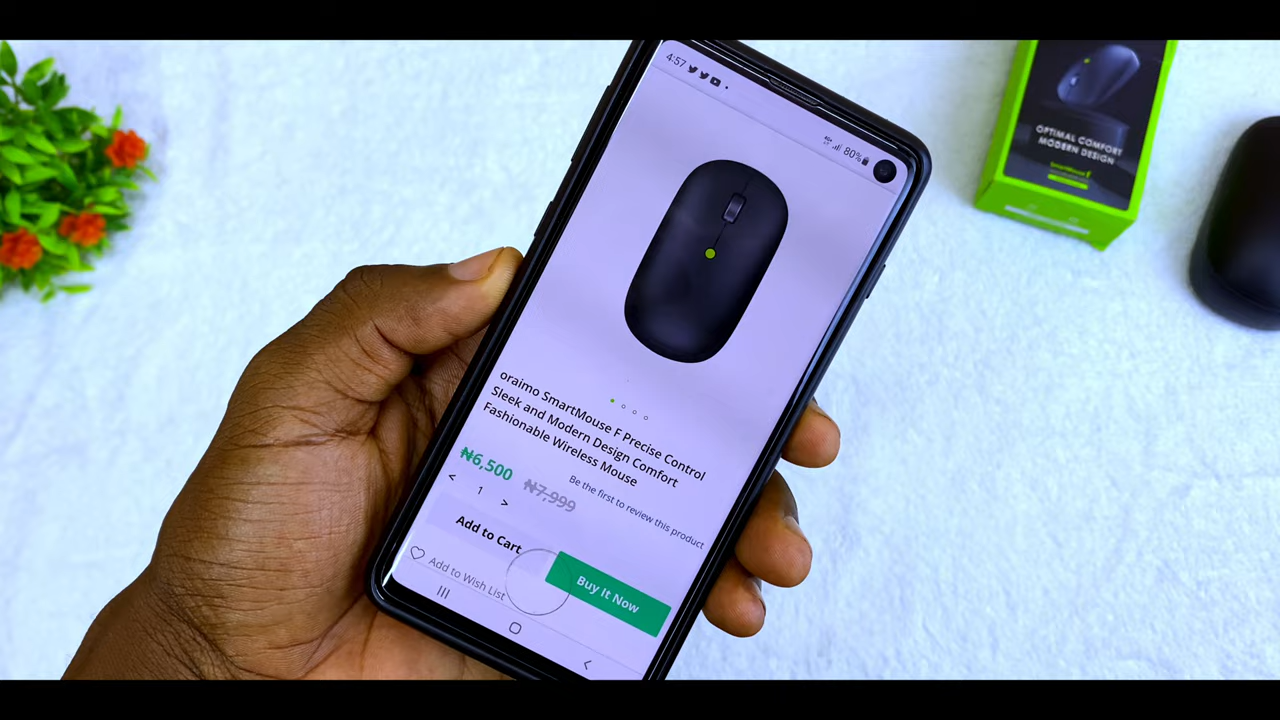 4:57
80%
oraimo SmartMouse F Precise Control
Sleek and Modern Design Comfort
Fashionable Wireless Mouse
₦6,500
₦7,999
Be the first to review this product
< 1 >
Add to Cart
Buy It Now
Add to Wish List
OPTIMAL COMFORT
MODERN DESIGN
SmartMouse F